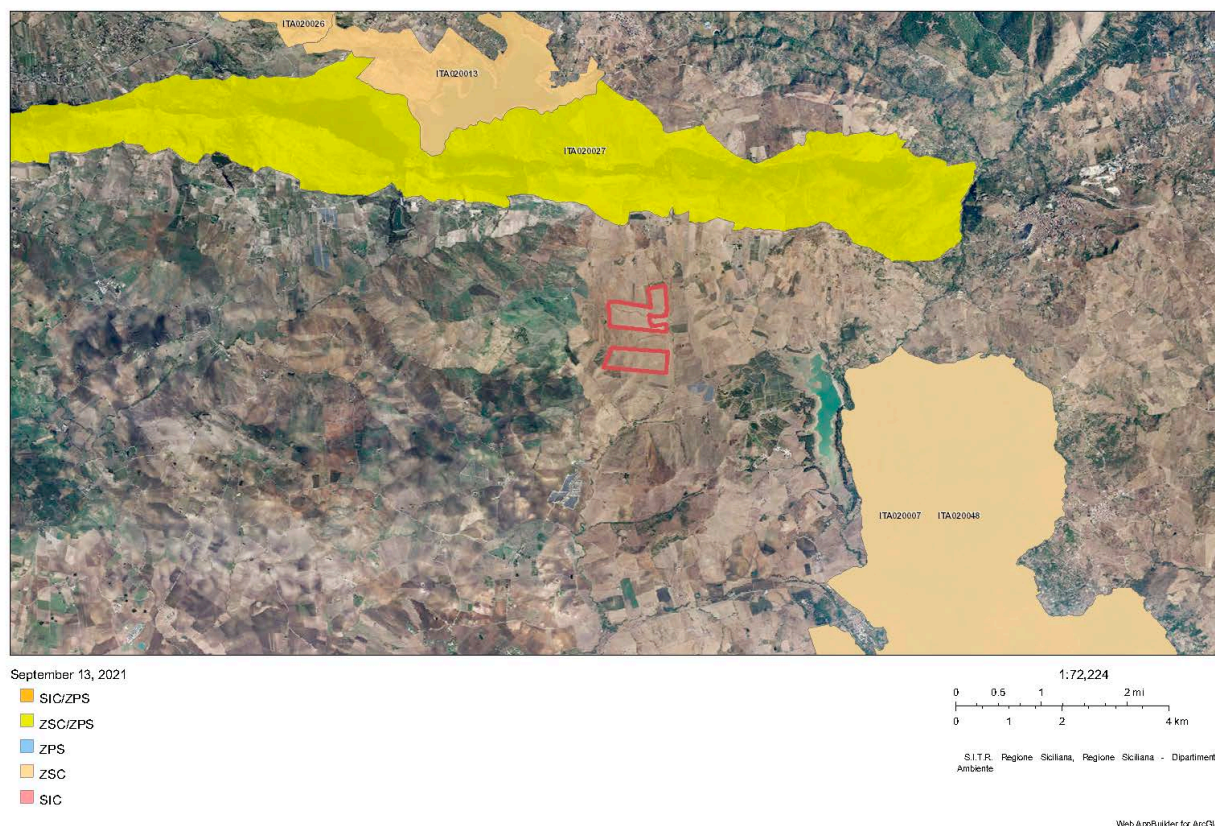 ITA020026
ITA020013
ITA020027
ITA020007 ITA020048
September 13, 2021
SIC/ZPS
ZSC/ZPS
ZPS
ZSC
SIC
1:72,224
0 0.5 1 2 mi
0 1 2 4 km
S.I.T.R. Regione Siciliana, Regione Siciliana - Dipartiment
Ambiente
Web AppBuilder for ArcGI